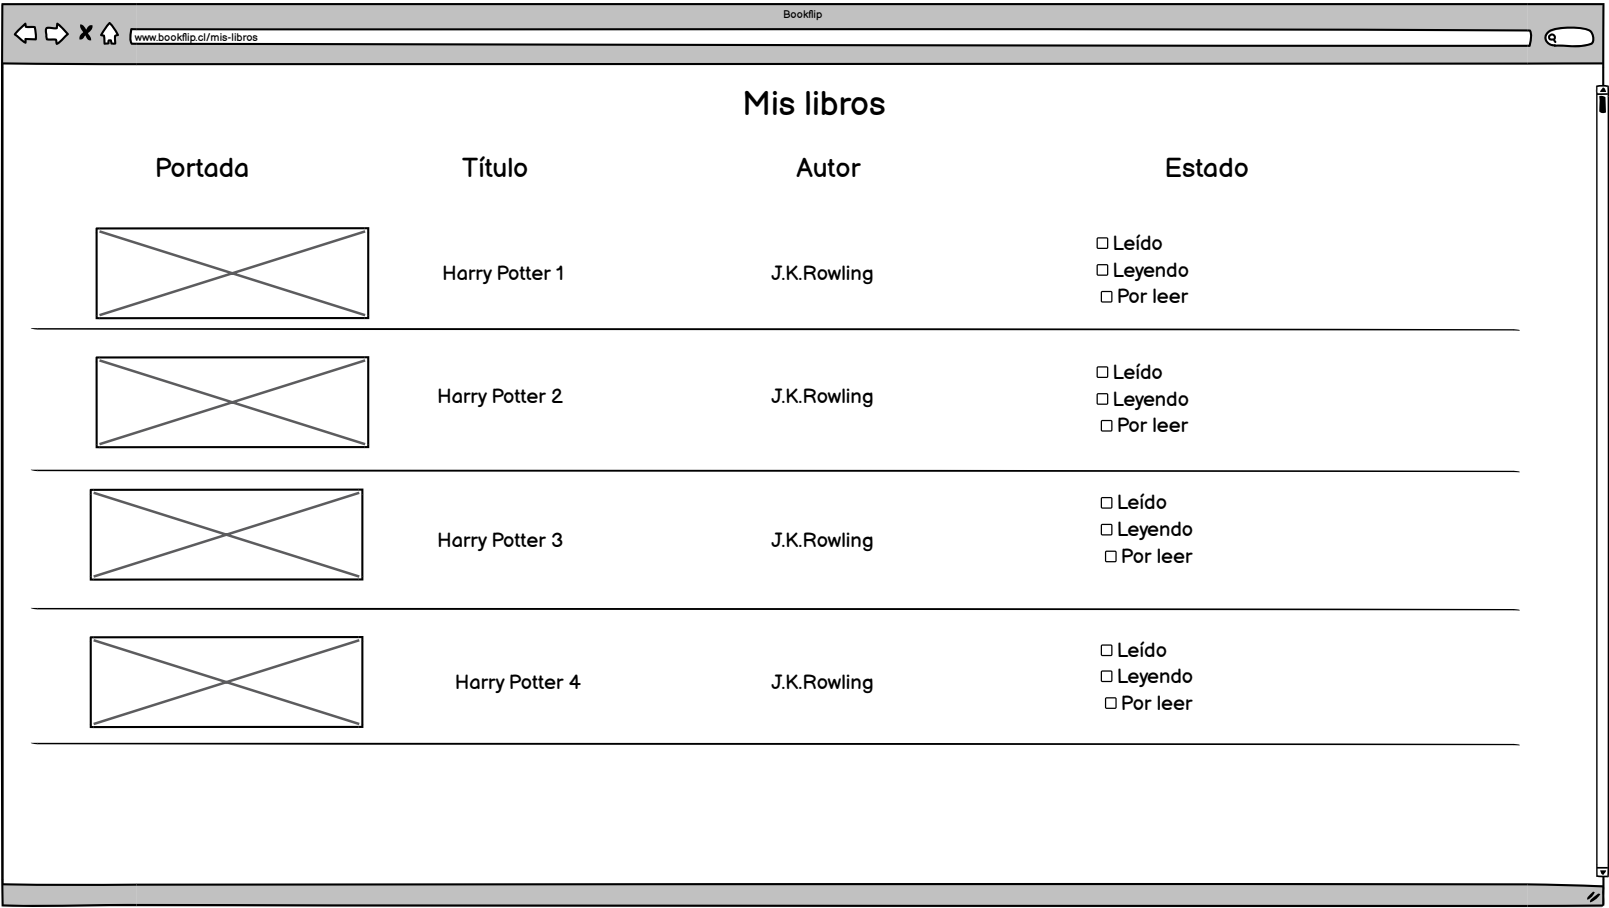 Bookflip
www.bookflip.cl/mis-libros
Mis libros
Portada Título Autor Estado
Harry Potter 1 J.K.Rowling
Leído
Leyendo
Por leer
Harry Potter 2 J.K.Rowling
Leído
Leyendo
Por leer
Harry Potter 3 J.K.Rowling
Leído
Leyendo
Por leer
Harry Potter 4 J.K.Rowling
Leído
Leyendo
Por leer